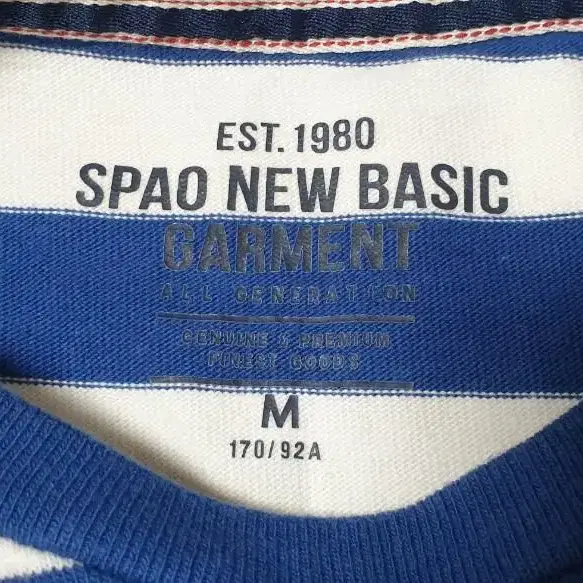 EST. 1980
SPAO NEW BASIC
GARMENT
ALL GENERATION
GENUINE & PREMIUM
FINEST GOODS
M
170/92A